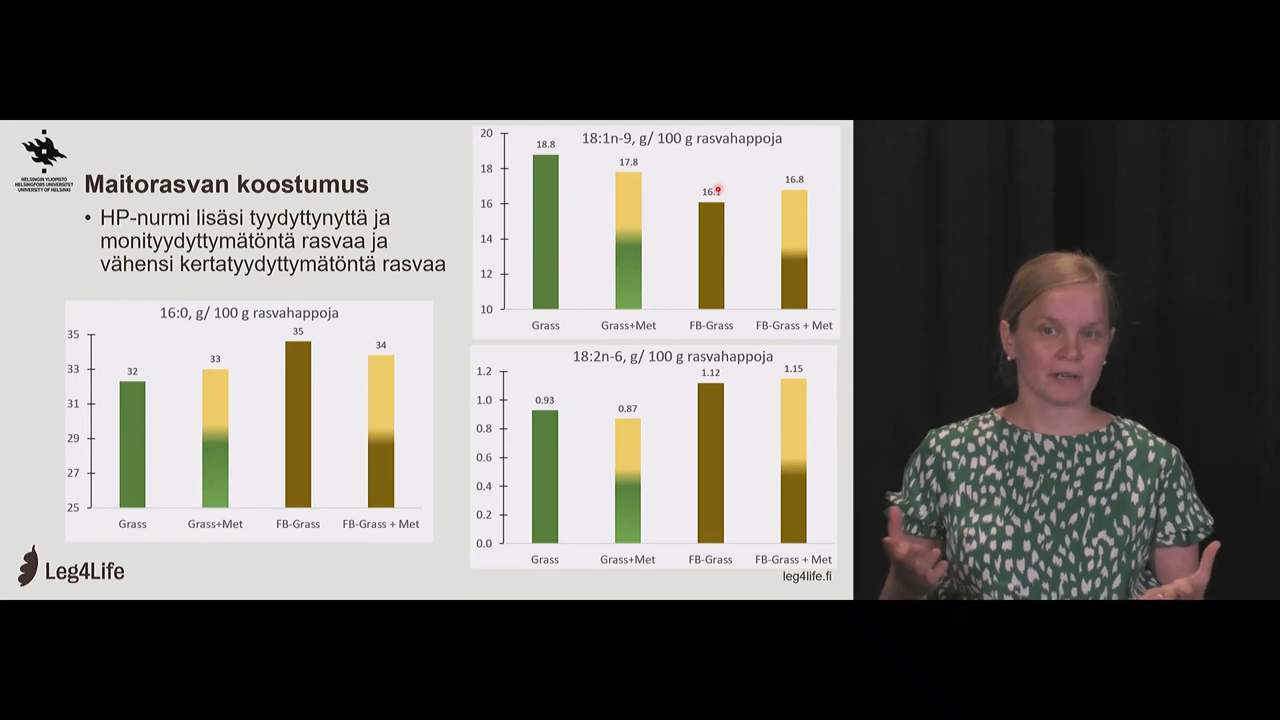 HELSINGIN YLIOPISTO
HELSINGFORS UNIVERSITET
UNIVERSITY OF HELSINKI
Maitorasvan koostumus
• HP-nurmi lisäsi tyydyttynyttä ja
monityydyttymätöntä rasvaa ja
vähensi kertatyydyttymätöntä rasvaa
16:0, g/ 100 g rasvahappoja
35
33
31
29
27
25
32
33
35
34
Grass
Grass+Met
FB-Grass
FB-Grass + Met
18:1n-9, g/ 100 g rasvahappoja
20
18
16
14
12
10
18.8
17.8
16.8
Grass
Grass+Met
FB-Grass
FB-Grass + Met
18:2n-6, g/ 100 g rasvahappoja
1.2
1.0
0.8
0.6
0.4
0.2
0.0
0.93
0.87
1.12
1.15
Grass
Grass+Met
FB-Grass
FB-Grass + Met
Leg4Life
leg4life.fi